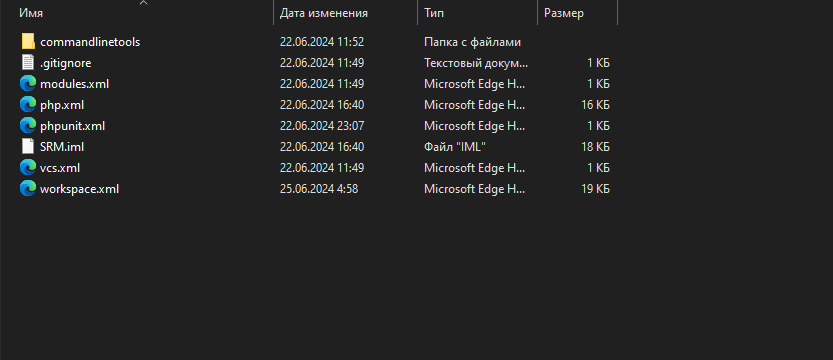 Имя Дата изменения Тип Размер
commandlinetools 22.06.2024 11:52 Папка с файлами
.gitignore 22.06.2024 11:49 Текстовый докум... 1 КБ
modules.xml 22.06.2024 11:49 Microsoft Edge H... 1 КБ
php.xml 22.06.2024 16:40 Microsoft Edge H... 16 КБ
phpunit.xml 22.06.2024 23:07 Microsoft Edge H... 1 КБ
SRM.iml 22.06.2024 16:40 Файл "IML" 18 КБ
vcs.xml 22.06.2024 11:49 Microsoft Edge H... 1 КБ
workspace.xml 25.06.2024 4:58 Microsoft Edge H... 19 КБ